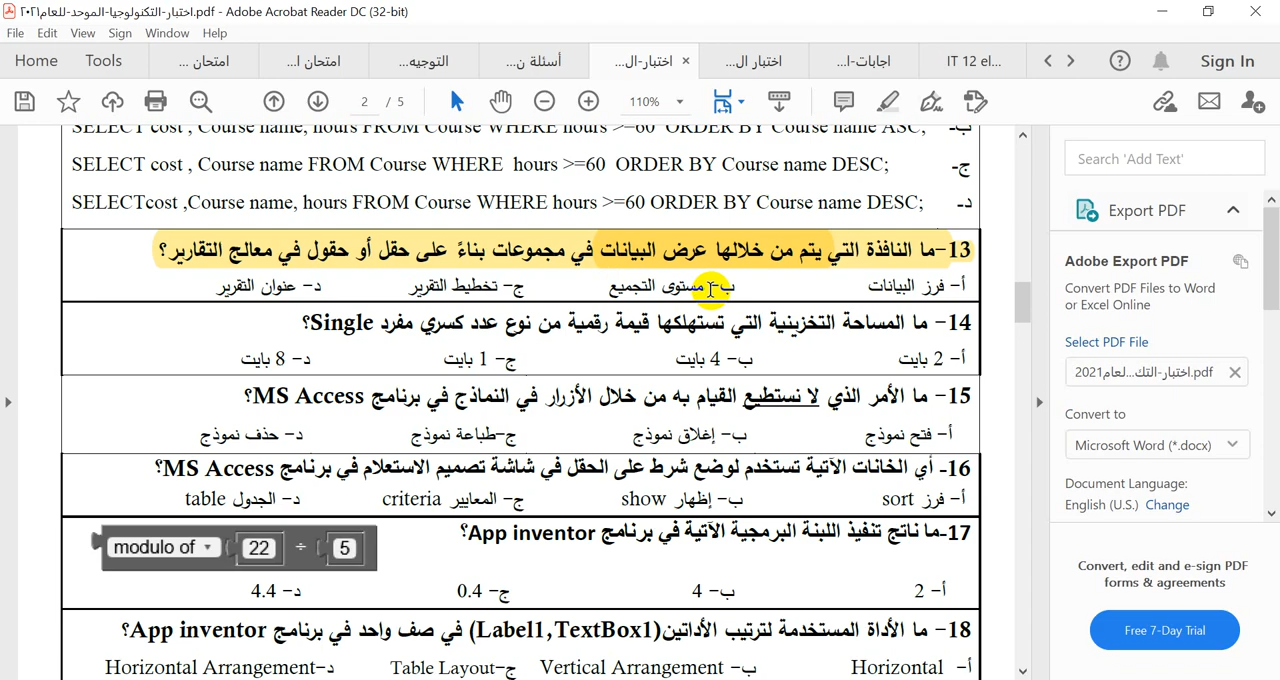 اختبار-التكنولوجيا-الموحد-للعام٢٠٢١.pdf - Adobe Acrobat Reader DC (32-bit)
File Edit View Sign Window Help
Home Tools امتحان ... امتحان ا... التوجيه... أسئلة ن... اختبار-ال... × اختبار ال... اجابات-ا... IT 12 el... Sign In
2 / 5 110%
ب- SELECT cost , Course name, hours FROM Course WHERE hours >=60 ORDER BY Course name ASC;
ج- SELECT cost , Course name FROM Course WHERE hours >=60 ORDER BY Course name DESC;
د- SELECTcost ,Course name, hours FROM Course WHERE hours >=60 ORDER BY Course name DESC;
13-ما النافذة التي يتم من خلالها عرض البيانات في مجموعات بناءً على حقل أو حقول في معالج التقارير؟
أ- فرز البيانات ب- مستوى التجميع ج- تخطيط التقرير د- عنوان التقرير
14- ما المساحة التخزينية التي تستهلكها قيمة رقمية من نوع عدد كسري مفرد Single؟
أ- 2 بايت ب- 4 بايت ج- 1 بايت د- 8 بايت
15- ما الأمر الذي لا نستطيع القيام به من خلال الأزرار في النماذج في برنامج MS Access؟
أ- فتح نموذج ب- إغلاق نموذج ج-طباعة نموذج د- حذف نموذج
16- أي الخانات الآتية تستخدم لوضع شرط على الحقل في شاشة تصميم الاستعلام في برنامج MS Access؟
أ- فرز sort ب- إظهار show ج- المعايير criteria د- الجدول table
17-ما ناتج تنفيذ اللبنة البرمجية الآتية في برنامج App inventor؟
modulo of 22 ÷ 5
أ- 2 ب- 4 ج- 0.4 د- 4.4
18- ما الأداة المستخدمة لترتيب الأداتين(Label1,TextBox1) في صف واحد في برنامج App inventor؟
أ- Horizontal ب- Vertical Arrangement ج-Table Layout د-Horizontal Arrangement
Search 'Add Text'
Export PDF
Adobe Export PDF
Convert PDF Files to Word
or Excel Online
Select PDF File
اختبار-التك...لعام2021.pdf
Convert to
Microsoft Word (*.docx)
Document Language:
English (U.S.) Change
Convert, edit and e-sign PDF
forms & agreements
Free 7-Day Trial